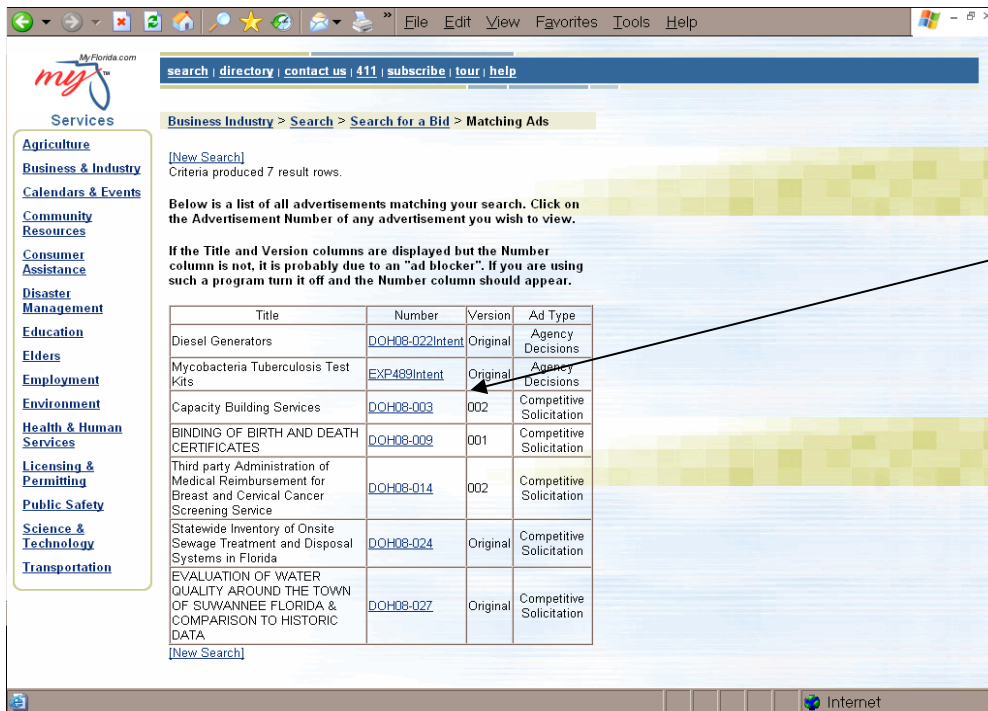 » File Edit View Favorites Tools Help
MyFlorida.com
my TM
search | directory | contact us | 411 | subscribe | tour | help
Services
Agriculture
Business & Industry
Calendars & Events
Community
Resources
Consumer
Assistance
Disaster
Management
Education
Elders
Employment
Environment
Health & Human
Services
Licensing &
Permitting
Public Safety
Science &
Technology
Transportation
Business Industry > Search > Search for a Bid > Matching Ads
[New Search]
Criteria produced 7 result rows.
Below is a list of all advertisements matching your search. Click on
the Advertisement Number of any advertisement you wish to view.
If the Title and Version columns are displayed but the Number
column is not, it is probably due to an "ad blocker". If you are using
such a program turn it off and the Number column should appear.
Title Number Version Ad Type
Diesel Generators DOH08-022Intent Original Agency
Decisions
Mycobacteria Tuberculosis Test
Kits EXP489Intent Original Agency
Decisions
Capacity Building Services DOH08-003 002 Competitive
Solicitation
BINDING OF BIRTH AND DEATH
CERTIFICATES DOH08-009 001 Competitive
Solicitation
Third party Administration of
Medical Reimbursement for
Breast and Cervical Cancer
Screening Service DOH08-014 002 Competitive
Solicitation
Statewide Inventory of Onsite
Sewage Treatment and Disposal
Systems in Florida DOH08-024 Original Competitive
Solicitation
EVALUATION OF WATER
QUALITY AROUND THE TOWN
OF SUWANNEE FLORIDA &
COMPARISON TO HISTORIC
DATA DOH08-027 Original Competitive
Solicitation
[New Search]
Internet